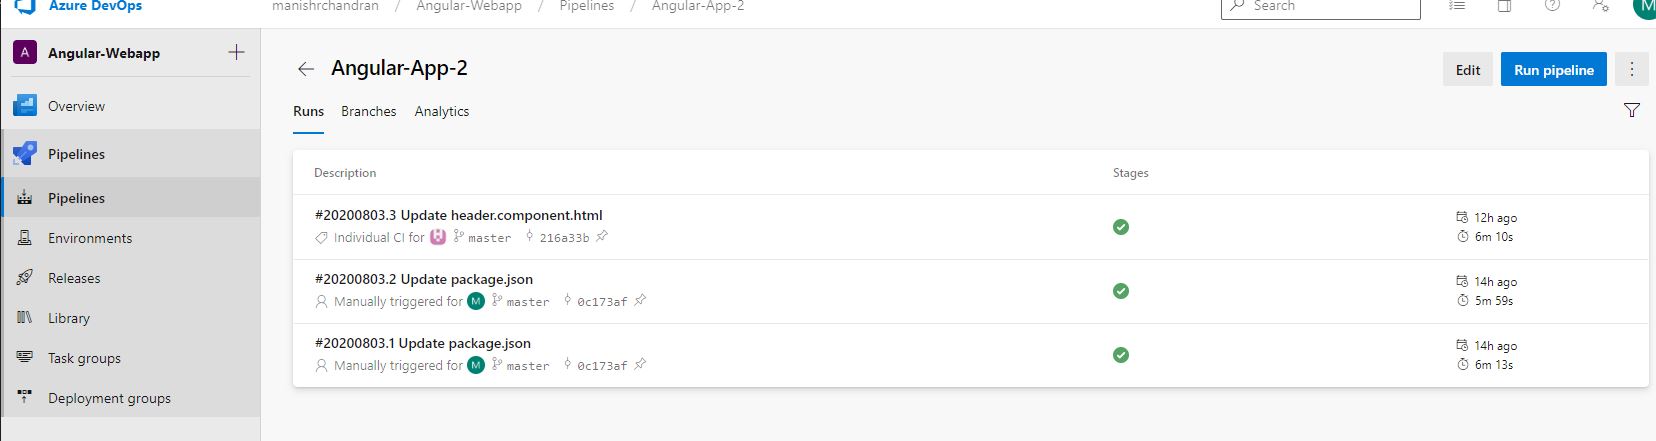 Azure DevOps
manishrchandran / Angular-Webapp / Pipelines / Angular-App-2
Search
M
A Angular-Webapp
Overview
Pipelines
Pipelines
Environments
Releases
Library
Task groups
Deployment groups
Angular-App-2
Edit
Run pipeline
Runs Branches Analytics
Description Stages
#20200803.3 Update header.component.html
Individual CI for master 216a33b
12h ago
6m 10s
#20200803.2 Update package.json
Manually triggered for M master 0c173af
14h ago
5m 59s
#20200803.1 Update package.json
Manually triggered for M master 0c173af
14h ago
6m 13s